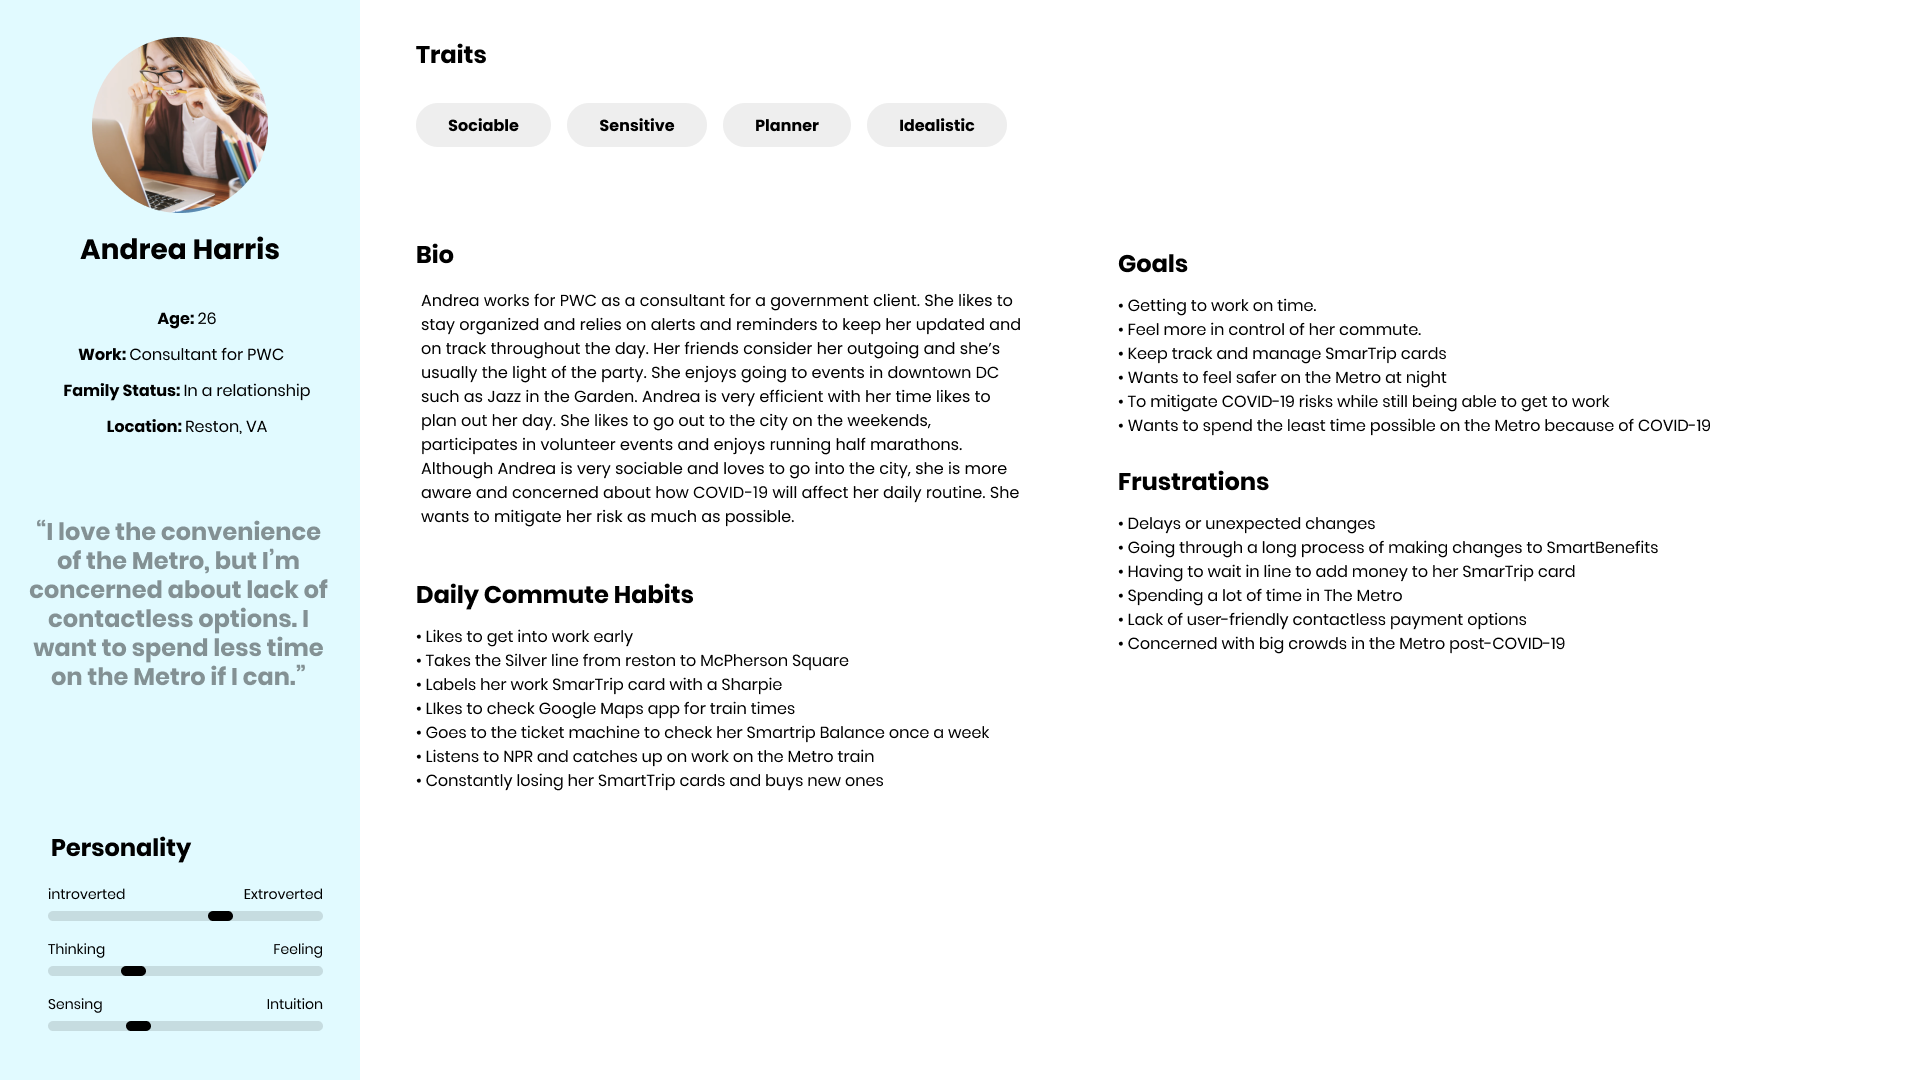 Andrea Harris
Age: 26
Work: Consultant for PWC
Family Status: In a relationship
Location: Reston, VA
“I love the convenience
of the Metro, but I’m
concerned about lack of
contactless options. I
want to spend less time
on the Metro if I can.”
Personality
introverted Extroverted
Thinking Feeling
Sensing Intuition
Traits
Sociable Sensitive Planner Idealistic
Bio
Andrea works for PWC as a consultant for a government client. She likes to
stay organized and relies on alerts and reminders to keep her updated and
on track throughout the day. Her friends consider her outgoing and she’s
usually the light of the party. She enjoys going to events in downtown DC
such as Jazz in the Garden. Andrea is very efficient with her time likes to
plan out her day. She likes to go out to the city on the weekends,
participates in volunteer events and enjoys running half marathons.
Although Andrea is very sociable and loves to go into the city, she is more
aware and concerned about how COVID-19 will affect her daily routine. She
wants to mitigate her risk as much as possible.
Daily Commute Habits
• Likes to get into work early
• Takes the Silver line from reston to McPherson Square
• Labels her work SmarTrip card with a Sharpie
• LIkes to check Google Maps app for train times
• Goes to the ticket machine to check her Smartrip Balance once a week
• Listens to NPR and catches up on work on the Metro train
• Constantly losing her SmartTrip cards and buys new ones
Goals
• Getting to work on time.
• Feel more in control of her commute.
• Keep track and manage SmarTrip cards
• Wants to feel safer on the Metro at night
• To mitigate COVID-19 risks while still being able to get to work
• Wants to spend the least time possible on the Metro because of COVID-19
Frustrations
• Delays or unexpected changes
• Going through a long process of making changes to SmartBenefits
• Having to wait in line to add money to her SmarTrip card
• Spending a lot of time in The Metro
• Lack of user-friendly contactless payment options
• Concerned with big crowds in the Metro post-COVID-19